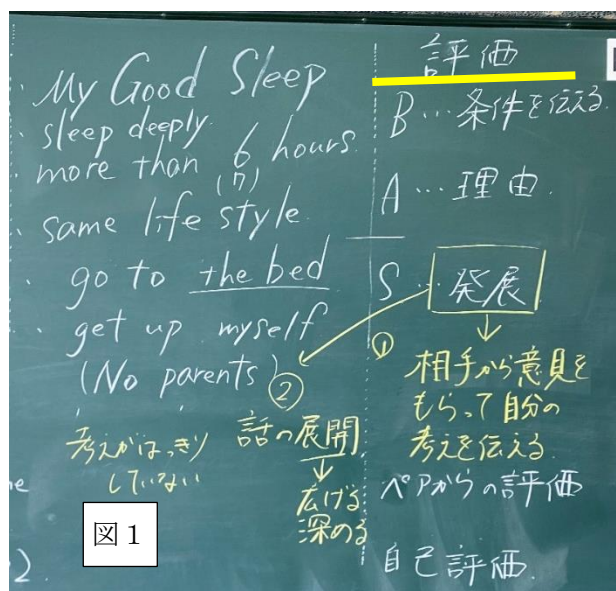 My Good Sleep
sleep deeply.
more than 6 hours.
(7)
same life style.
go to the bed
get up myself
(No parents)
考えがはっきり
していない
②
話の展開
↓
広げる
深める
評価
B…条件を伝える.
A…理由.
S…発展
①
↓
相手から意見を
もらって自分の
考えを伝える.
ペアからの評価
自己評価.
図1